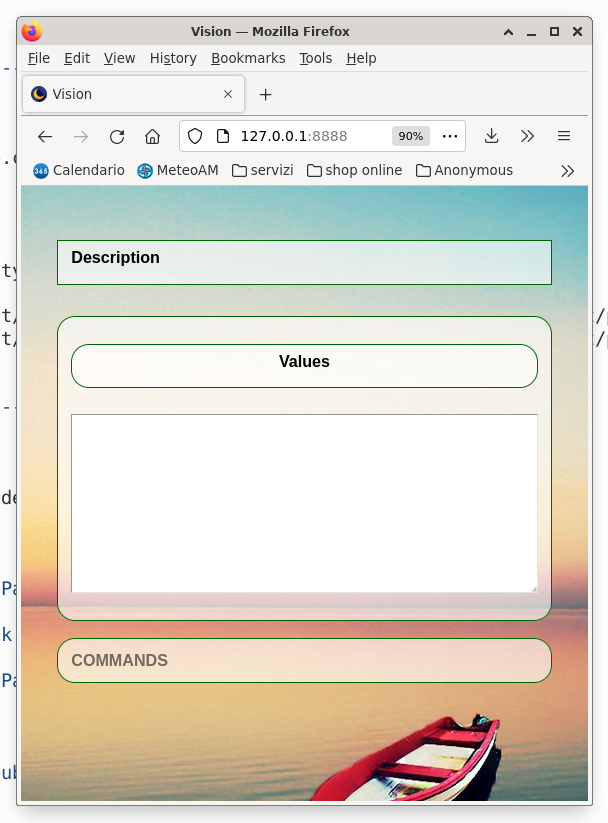 Vision — Mozilla Firefox
File Edit View History Bookmarks Tools Help
Vision
127.0.0.1:8888 90%
365 Calendario MeteoAM servizi shop online Anonymous
Description
Values
COMMANDS